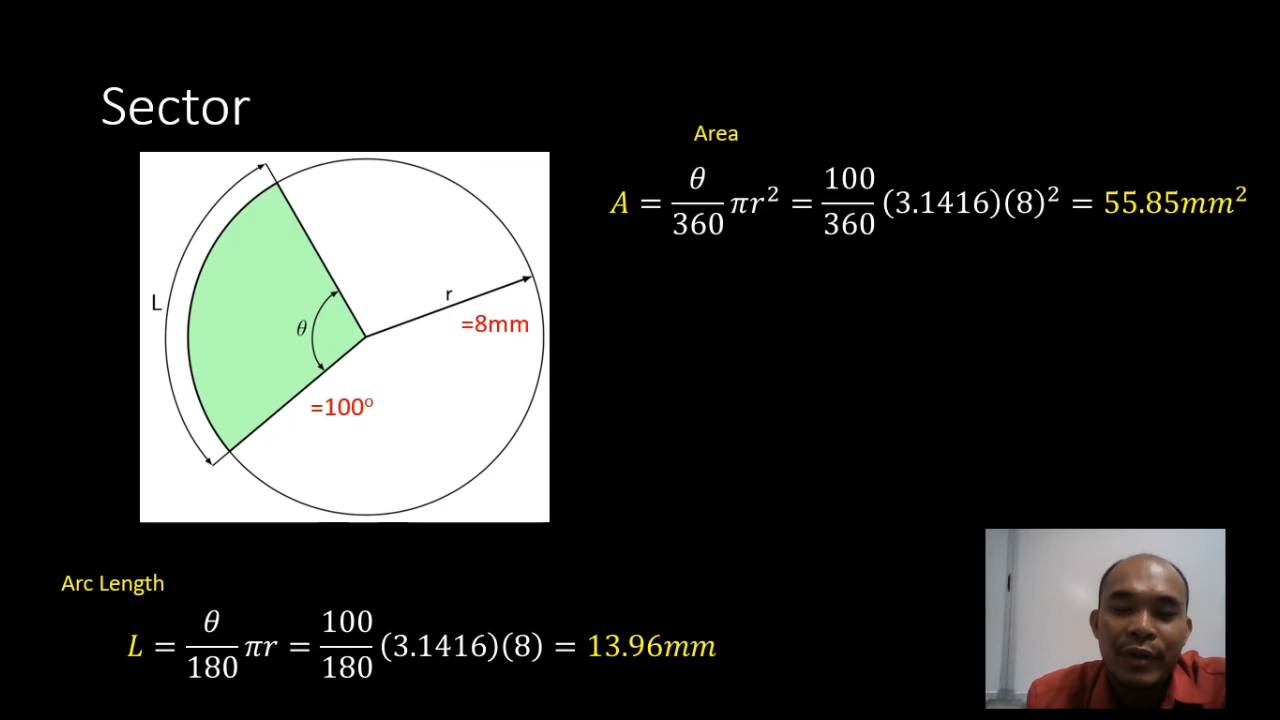 Sector
Area
A = θ/360 πr² = 100/360 (3.1416)(8)² = 55.85mm²
L
θ
r
=8mm
=100º
Arc Length
L = θ/180 πr = 100/180 (3.1416)(8) = 13.96mm